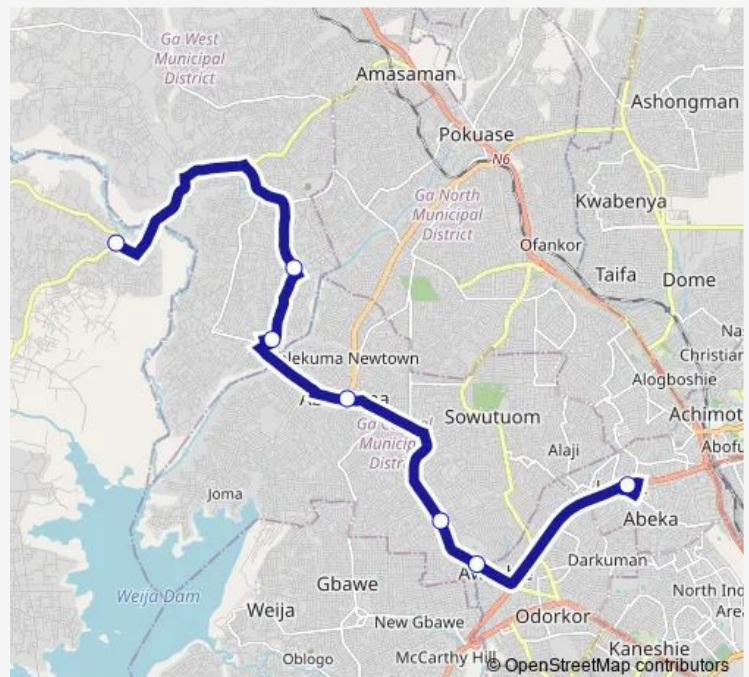 Ga West
Municipal
District
Amasaman
Ashongman
Pokuase
N6
Kwabenya
Ga North
Municipal
District
Ofankor
Taifa
Dome
Christian
Newtown
Alogboshie
Achimot
Sowutuom
Alaji
Joma
Abeka
Darkuman
Weija Dam
Gbawe
Weija
New Gbawe
Odorkor
North Ind
Area
Kaneshie
Oblogo
McCarthy Hill
© OpenStreetMap contributors